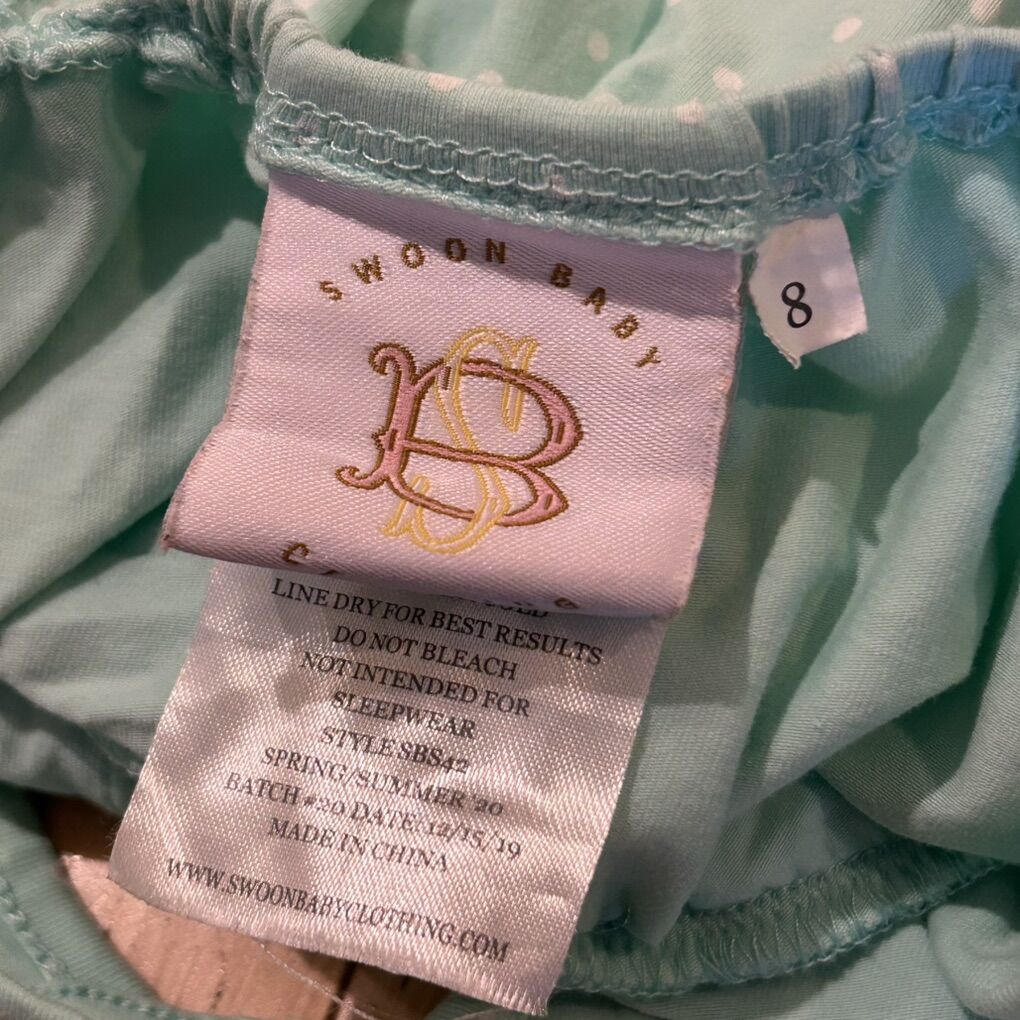 SWOON BABY
SB
8
LINE DRY FOR BEST RESULTS
DO NOT BLEACH
NOT INTENDED FOR
SLEEPWEAR
STYLE SBS42
SPRING/SUMMER '20
BATCH #20 DATE: 12/15/19
MADE IN CHINA
WWW.SWOONBABYCLOTHING.COM